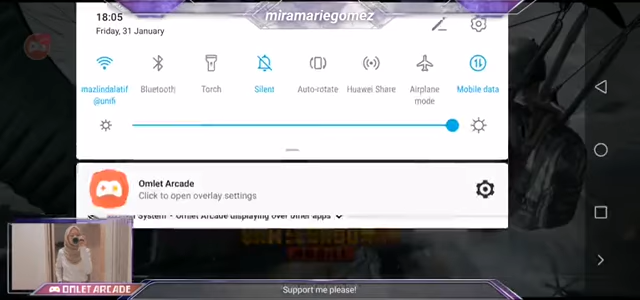 miramariegomez
18:05
Friday, 31 January
mazlindalatif
@unifi
Bluetooth
Torch
Silent
Auto-rotate
Huawei Share
Airplane
mode
Mobile data
Omlet Arcade
Click to open overlay settings
System • Omlet Arcade displaying over other apps
OMLET ARCADE
Support me please!